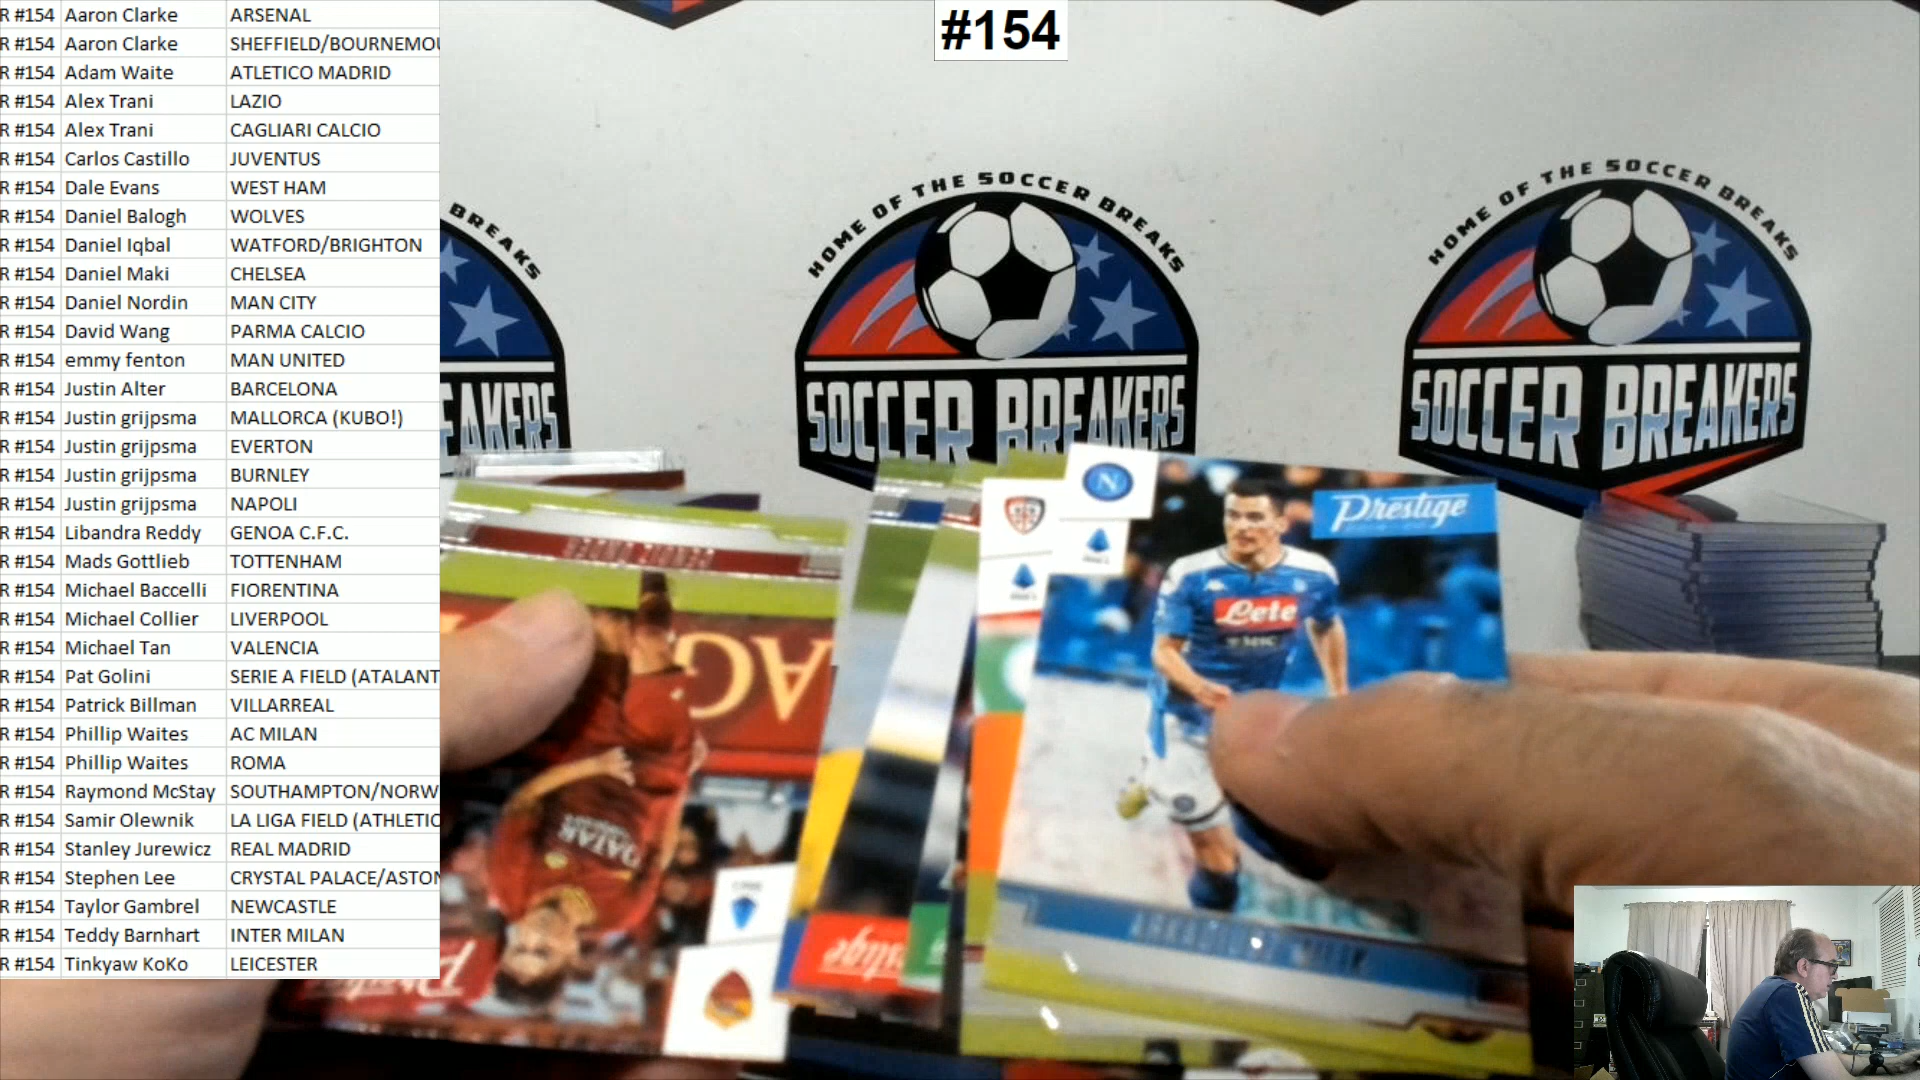 #154
R #154 Aaron Clarke ARSENAL
R #154 Aaron Clarke SHEFFIELD/BOURNEMOU
R #154 Adam Waite ATLETICO MADRID
R #154 Alex Trani LAZIO
R #154 Alex Trani CAGLIARI CALCIO
R #154 Carlos Castillo JUVENTUS
R #154 Dale Evans WEST HAM
R #154 Daniel Balogh WOLVES
R #154 Daniel Iqbal WATFORD/BRIGHTON
R #154 Daniel Maki CHELSEA
R #154 Daniel Nordin MAN CITY
R #154 David Wang PARMA CALCIO
R #154 emmy fenton MAN UNITED
R #154 Justin Alter BARCELONA
R #154 Justin grijpsma MALLORCA (KUBO!)
R #154 Justin grijpsma EVERTON
R #154 Justin grijpsma BURNLEY
R #154 Justin grijpsma NAPOLI
R #154 Libandra Reddy GENOA C.F.C.
R #154 Mads Gottlieb TOTTENHAM
R #154 Michael Baccelli FIORENTINA
R #154 Michael Collier LIVERPOOL
R #154 Michael Tan VALENCIA
R #154 Pat Golini SERIE A FIELD (ATALANT
R #154 Patrick Billman VILLARREAL
R #154 Phillip Waites AC MILAN
R #154 Phillip Waites ROMA
R #154 Raymond McStay SOUTHAMPTON/NORW
R #154 Samir Olewnik LA LIGA FIELD (ATHLETIC
R #154 Stanley Jurewicz REAL MADRID
R #154 Stephen Lee CRYSTAL PALACE/ASTON
R #154 Taylor Gambrel NEWCASTLE
R #154 Teddy Barnhart INTER MILAN
R #154 Tinkyaw KoKo LEICESTER
BREAKS
EAKERS
HOME OF THE SOCCER BREAKS
SOCCER BREAKERS
HOME OF THE SOCCER BREAKS
SOCCER BREAKERS
N
Prestige
Lete
QATAR